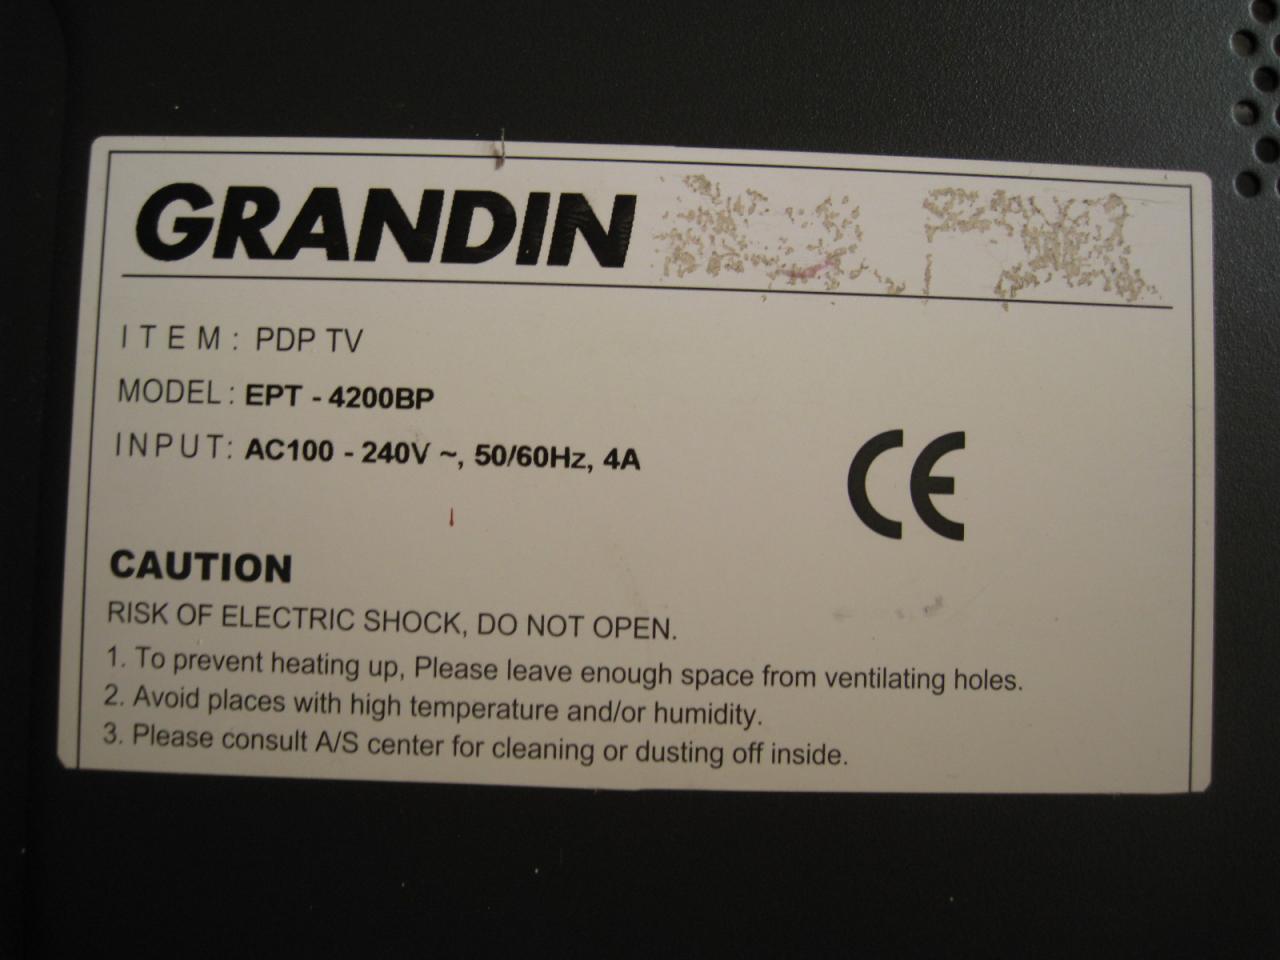 GRANDIN
ITEM: PDP TV
MODEL: EPT - 4200BP
INPUT: AC100 - 240V ~, 50/60Hz, 4A
CE
CAUTION
RISK OF ELECTRIC SHOCK, DO NOT OPEN.
1. To prevent heating up, Please leave enough space from ventilating holes.
2. Avoid places with high temperature and/or humidity.
3. Please consult A/S center for cleaning or dusting off inside.